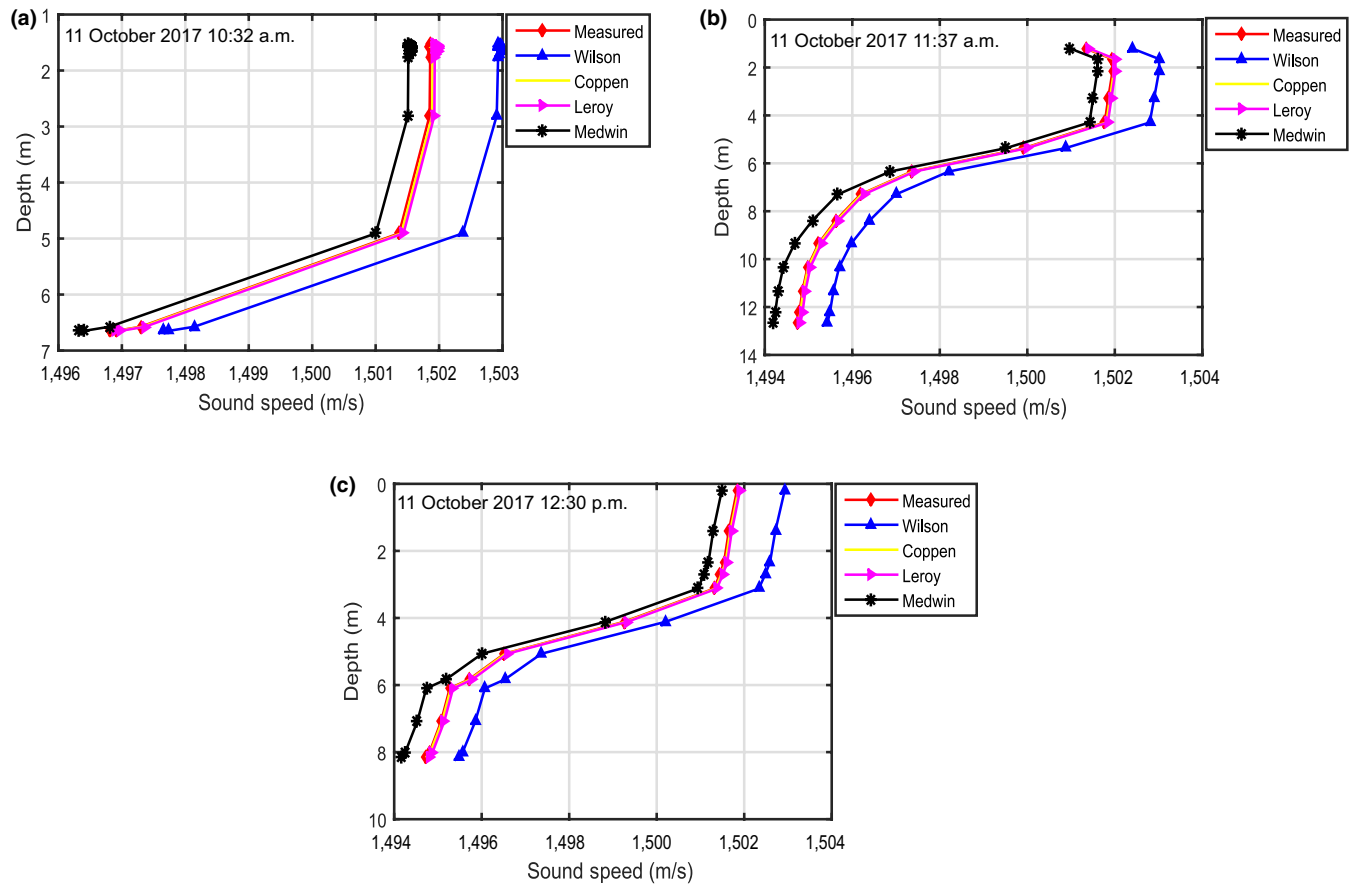 (a)
11 October 2017 10:32 a.m.
1
2
3
4
5
6
7
Depth (m)
1,496
1,497
1,498
1,499
1,500
1,501
1,502
1,503
Sound speed (m/s)
Measured
Wilson
Coppen
Leroy
Medwin
(b)
11 October 2017 11:37 a.m.
0
2
4
6
8
10
12
14
Depth (m)
1,494
1,496
1,498
1,500
1,502
1,504
Sound speed (m/s)
Measured
Wilson
Coppen
Leroy
Medwin
(c)
11 October 2017 12:30 p.m.
0
2
4
6
8
10
Depth (m)
1,494
1,496
1,498
1,500
1,502
1,504
Sound speed (m/s)
Measured
Wilson
Coppen
Leroy
Medwin